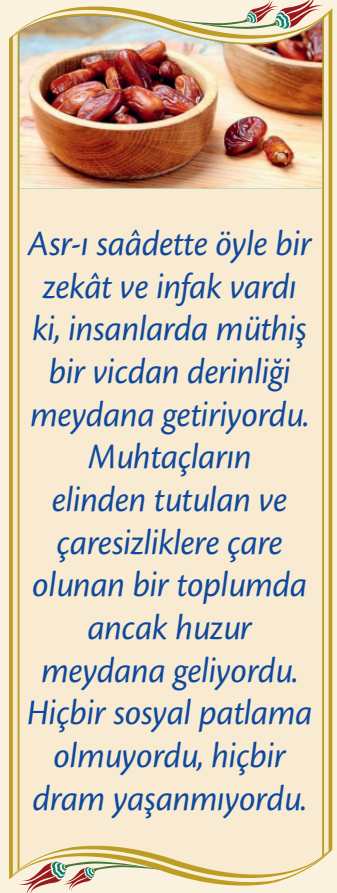 Asr-ı saâdette öyle bir
zekât ve infak vardı
ki, insanlarda müthiş
bir vicdan derinliği
meydana getiriyordu.
Muhtaçların
elinden tutulan ve
çaresizliklere çare
olunan bir toplumda
ancak huzur
meydana geliyordu.
Hiçbir sosyal patlama
olmuyordu, hiçbir
dram yaşanmıyordu.